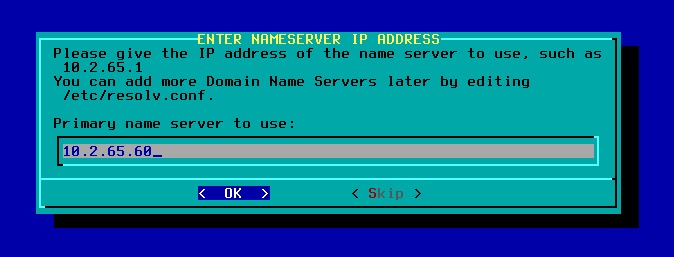 ENTER NAMESERVER IP ADDRESS
Please give the IP address of the name server to use, such as
10.2.65.1
You can add more Domain Name Servers later by editing
/etc/resolv.conf.
Primary name server to use:
10.2.65.60_
< OK > < Skip >